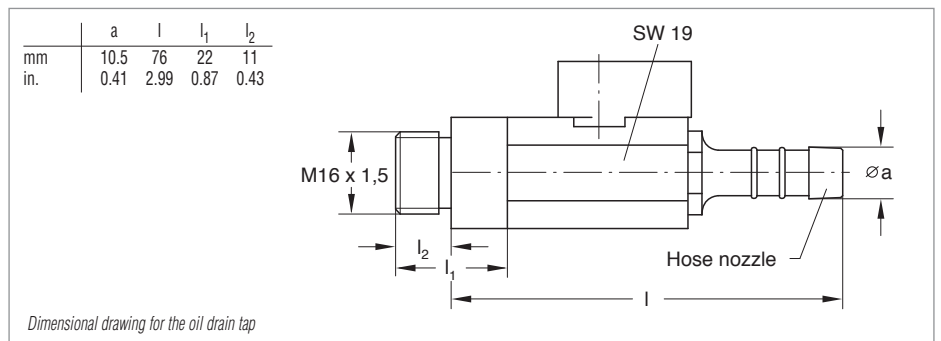 a l l₁ l₂
mm 10.5 76 22 11
in. 0.41 2.99 0.87 0.43
SW 19
M16 x 1,5
⌀a
l₂
l₁
Hose nozzle
l
Dimensional drawing for the oil drain tap